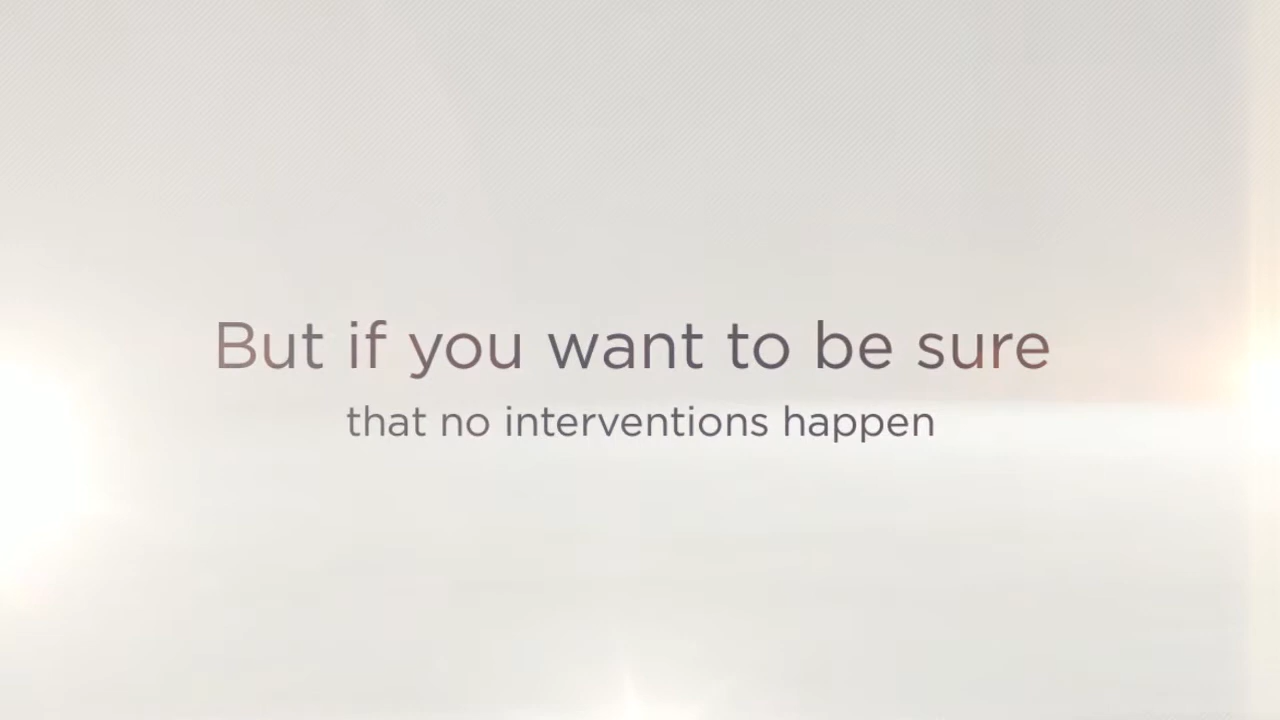 But if you want to be sure
that no interventions happen